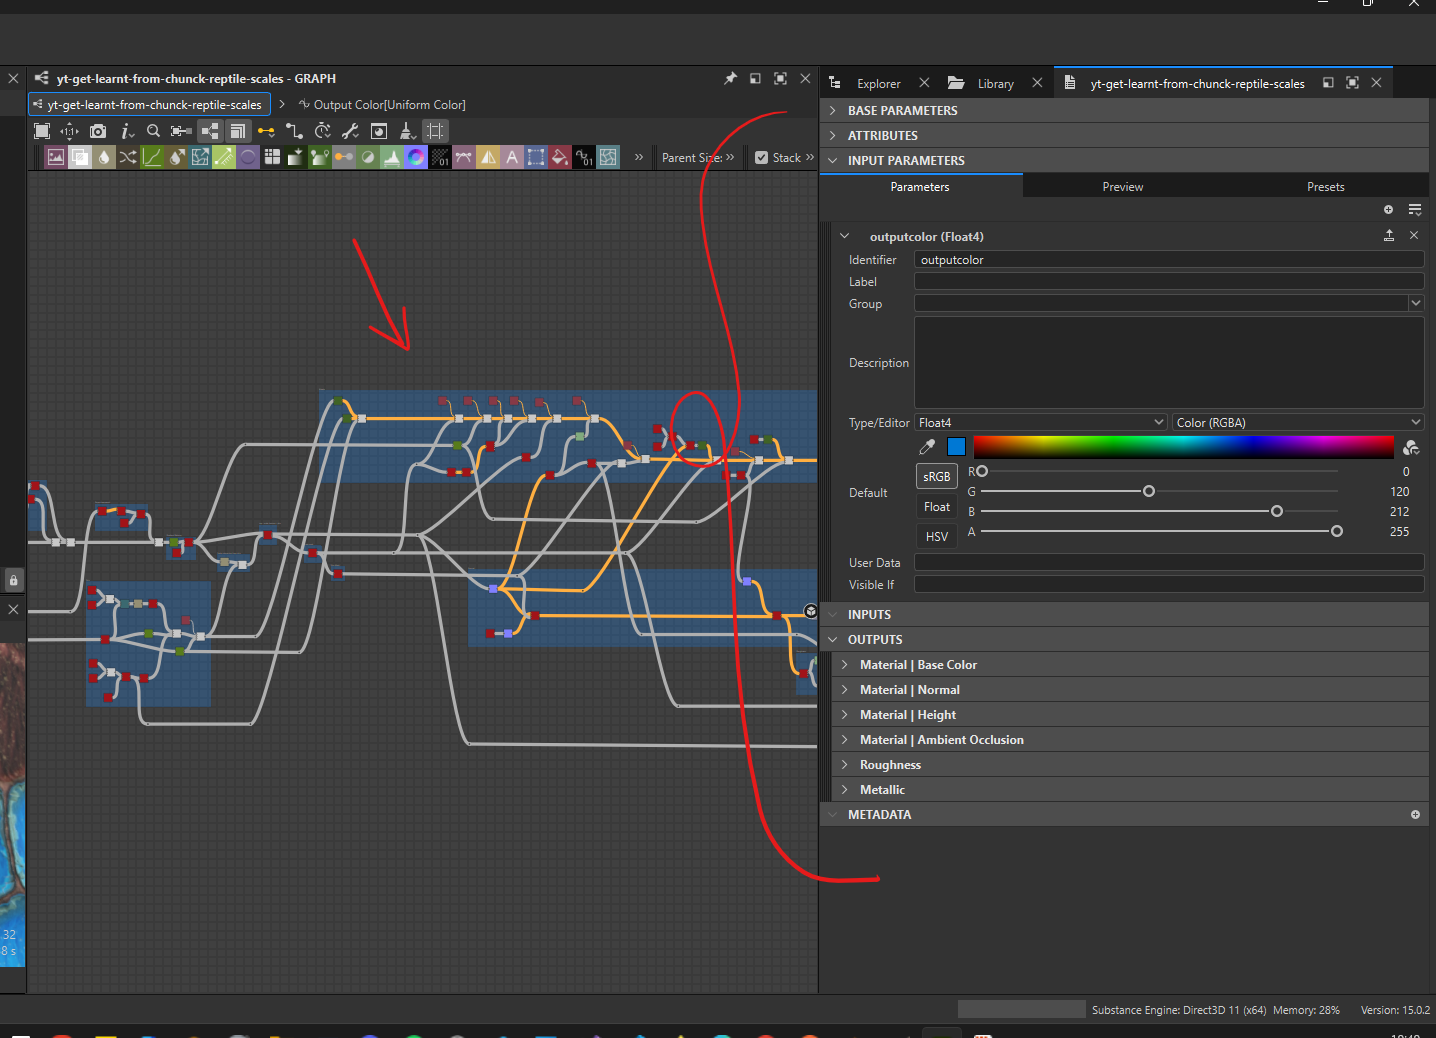 yt-get-learnt-from-chunck-reptile-scales - GRAPH
yt-get-learnt-from-chunck-reptile-scales > Output Color[Uniform Color]
Parent Size: »
Stack »
Explorer
Library
yt-get-learnt-from-chunck-reptile-scales
BASE PARAMETERS
ATTRIBUTES
INPUT PARAMETERS
Parameters Preview Presets
outputcolor (Float4)
Identifier outputcolor
Label
Group
Description
Type/Editor Float4 Color (RGBA)
Default
sRGB
Float
HSV
R 0
G 120
B 212
A 255
User Data
Visible If
INPUTS
OUTPUTS
Material | Base Color
Material | Normal
Material | Height
Material | Ambient Occlusion
Roughness
Metallic
METADATA
32
8 s
Substance Engine: Direct3D 11 (x64) Memory: 28% Version: 15.0.2